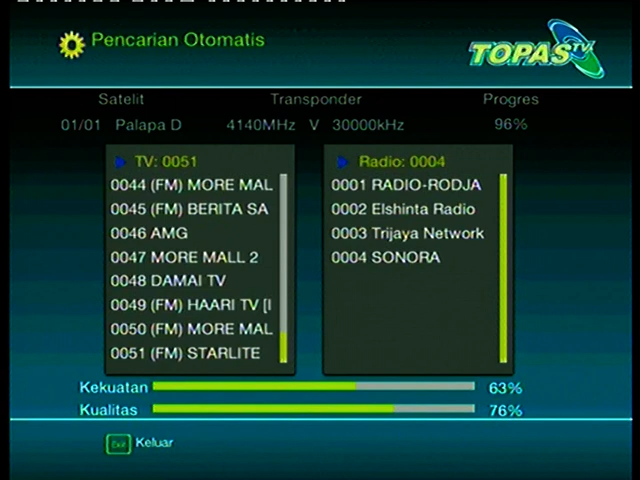 Pencarian Otomatis
TOPAS TV
Satelit Transponder Progres
01/01 Palapa D 4140MHz V 30000kHz 96%
TV: 0051
0044 (FM) MORE MAL
0045 (FM) BERITA SA
0046 AMG
0047 MORE MALL 2
0048 DAMAI TV
0049 (FM) HAARI TV [I
0050 (FM) MORE MAL
0051 (FM) STARLITE
Radio: 0004
0001 RADIO-RODJA
0002 Elshinta Radio
0003 Trijaya Network
0004 SONORA
Kekuatan 63%
Kualitas 76%
Exit Keluar